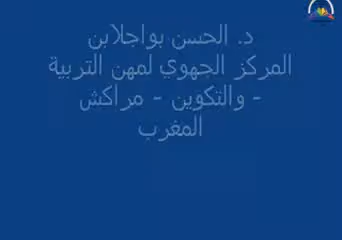 د. الحسن بواجلابن
المركز الجهوي لمهن التربية
والتكوين - مراكش -
المغرب